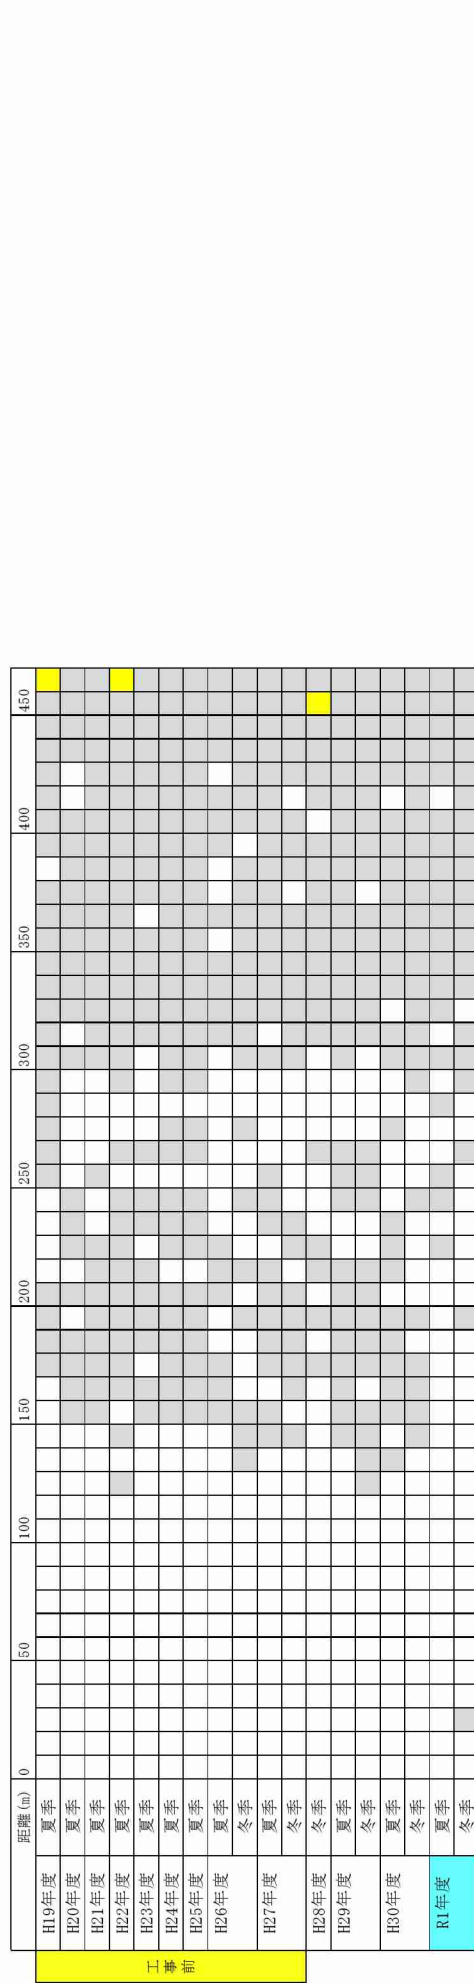 距離(m) 0 50 100 150 200 250 300 350 400 450
工事前
H19年度 夏季
H20年度 夏季
H21年度 夏季
H22年度 夏季
H23年度 夏季
H24年度 夏季
H25年度 夏季
H26年度 夏季
冬季
H27年度 夏季
冬季
H28年度 冬季
H29年度 夏季
冬季
H30年度 夏季
冬季
R1年度 夏季
冬季